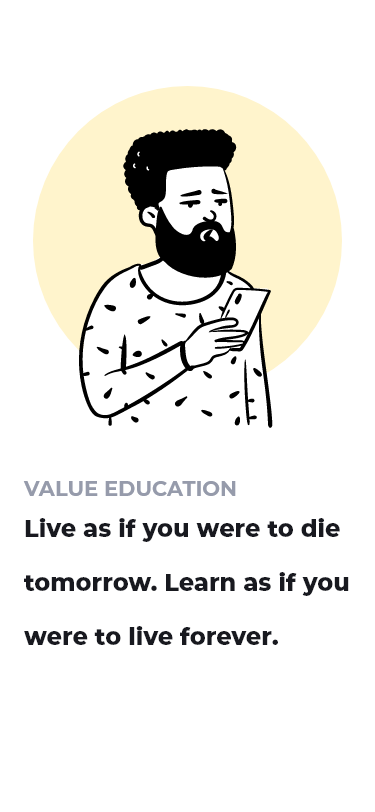 VALUE EDUCATION
Live as if you were to die
tomorrow. Learn as if you
were to live forever.